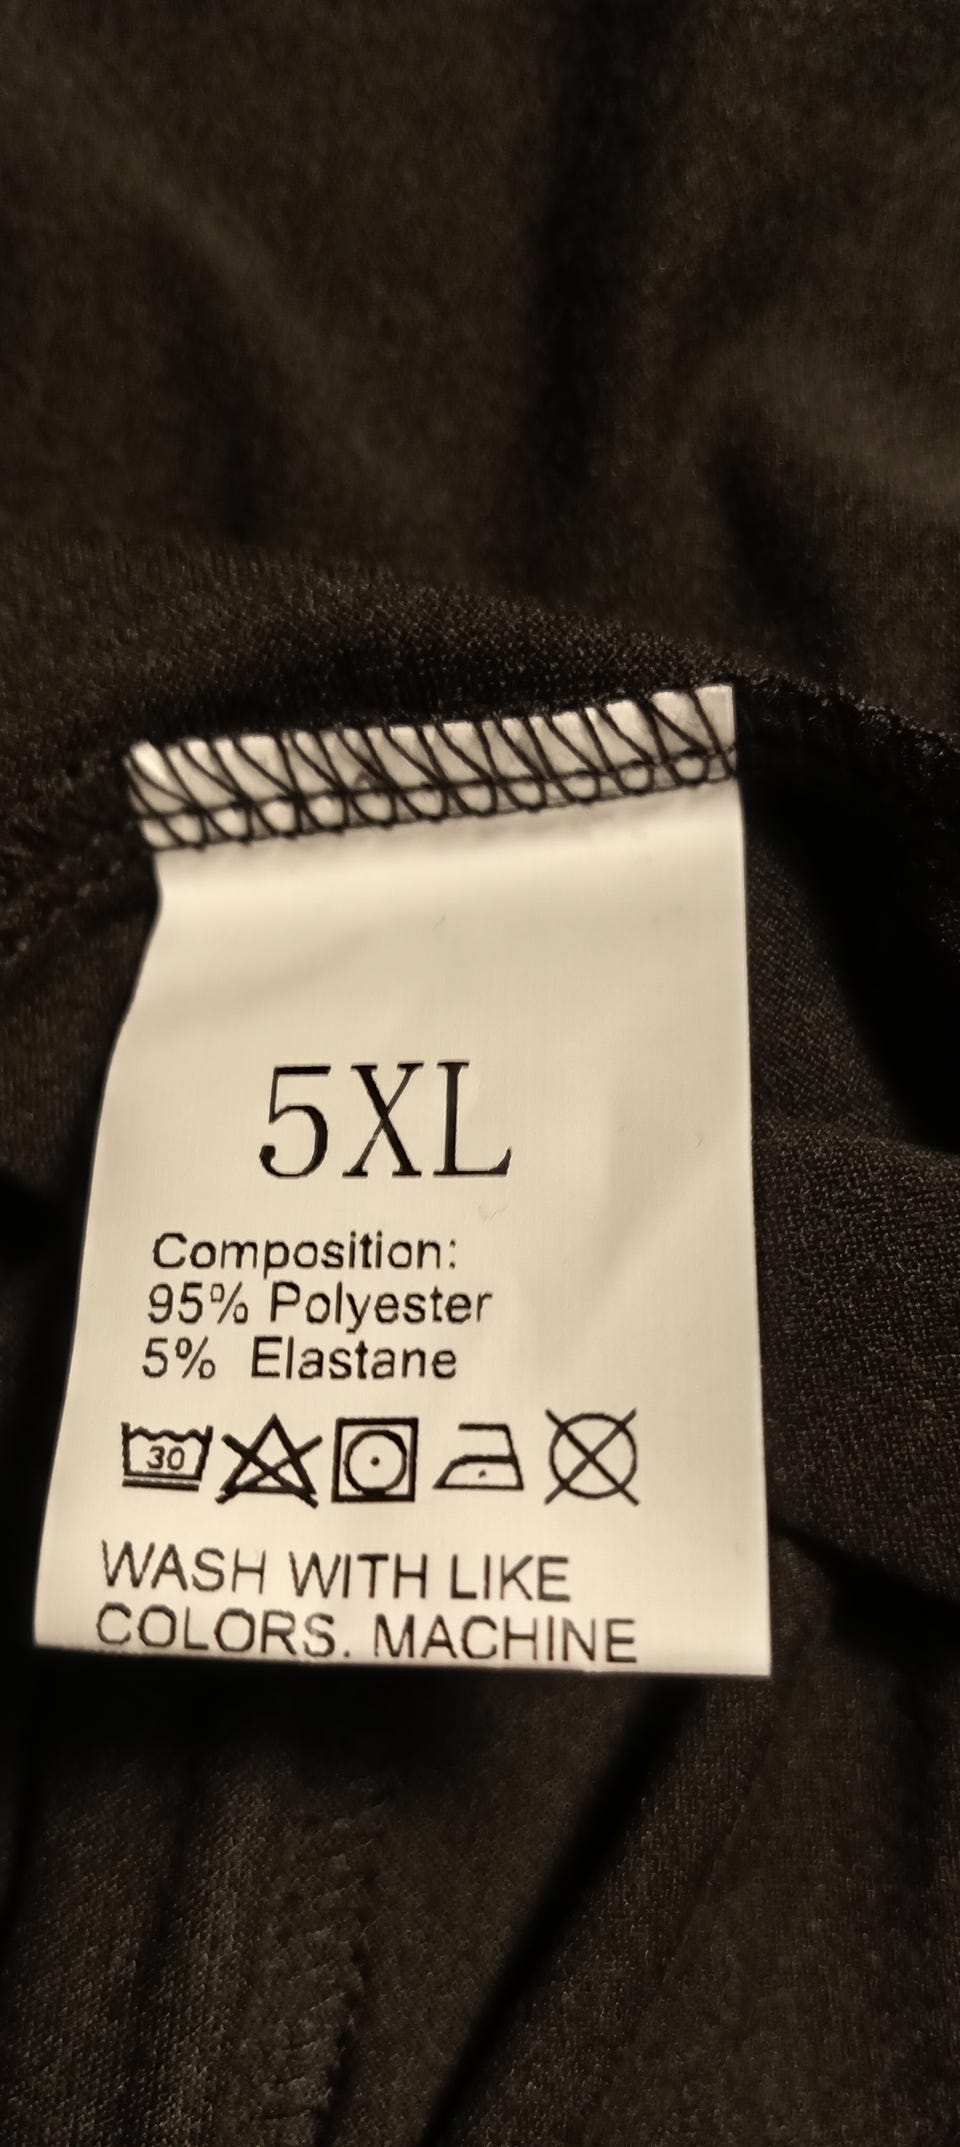 5XL
Composition:
95% Polyester
5% Elastane
30
WASH WITH LIKE
COLORS. MACHINE